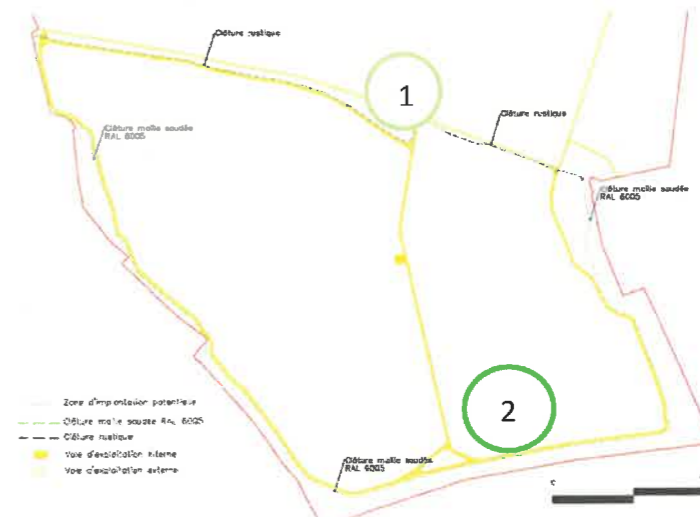 Clôture rustique
1
Clôture rustique
Clôture maille soudée
RAL 6005
Clôture maille soudée
RAL 6005
2
Zone d'implantation potentielle
Clôture maille soudée RAL 6005
Clôture rustique
Voie d'exploitation interne
Voie d'exploitation externe
Clôture maille soudée
RAL 6005
0